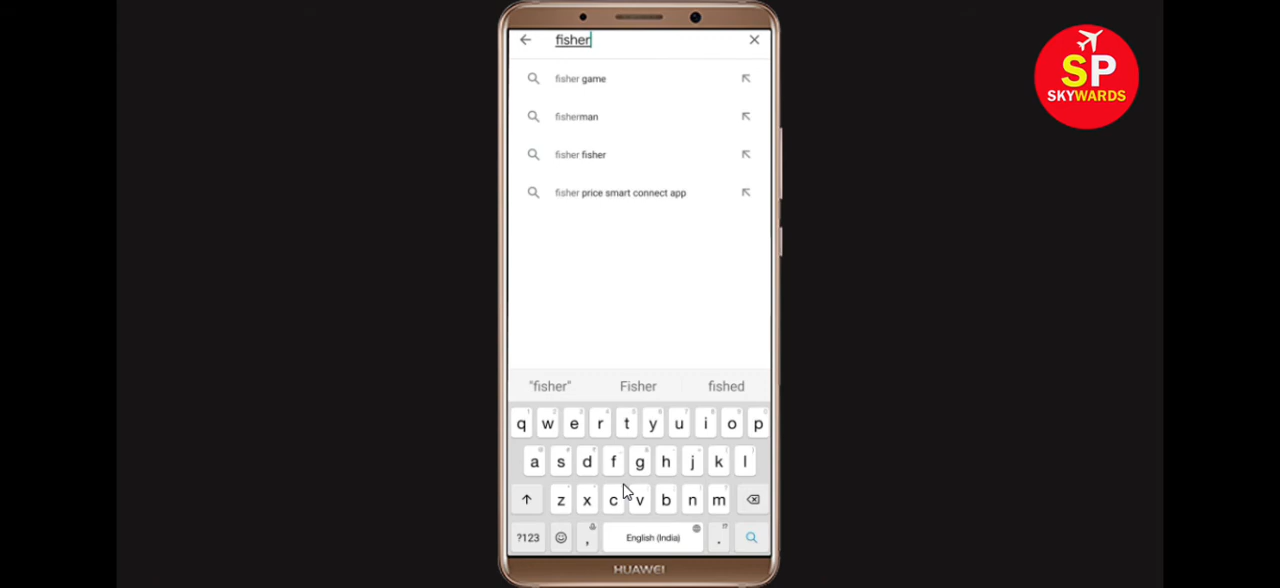 fisher
SP
SKYWARDS
fisher game
fisherman
fisher fisher
fisher price smart connect app
"fisher" Fisher fished
q w e r t y u i o p
a s d f g h j k l
z x c v b n m
?123 , English (India) .
HUAWEI